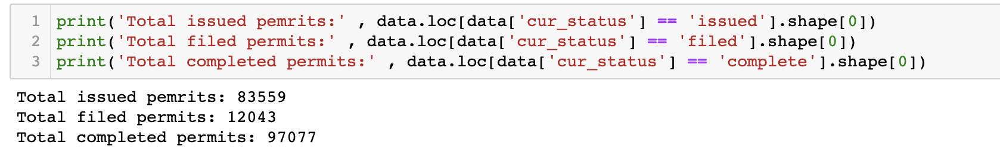 1 print('Total issued pemrits:' , data.loc[data['cur_status'] == 'issued'].shape[0])
2 print('Total filed permits:' , data.loc[data['cur_status'] == 'filed'].shape[0])
3 print('Total completed permits:' , data.loc[data['cur_status'] == 'complete'].shape[0])
Total issued pemrits: 83559
Total filed permits: 12043
Total completed permits: 97077